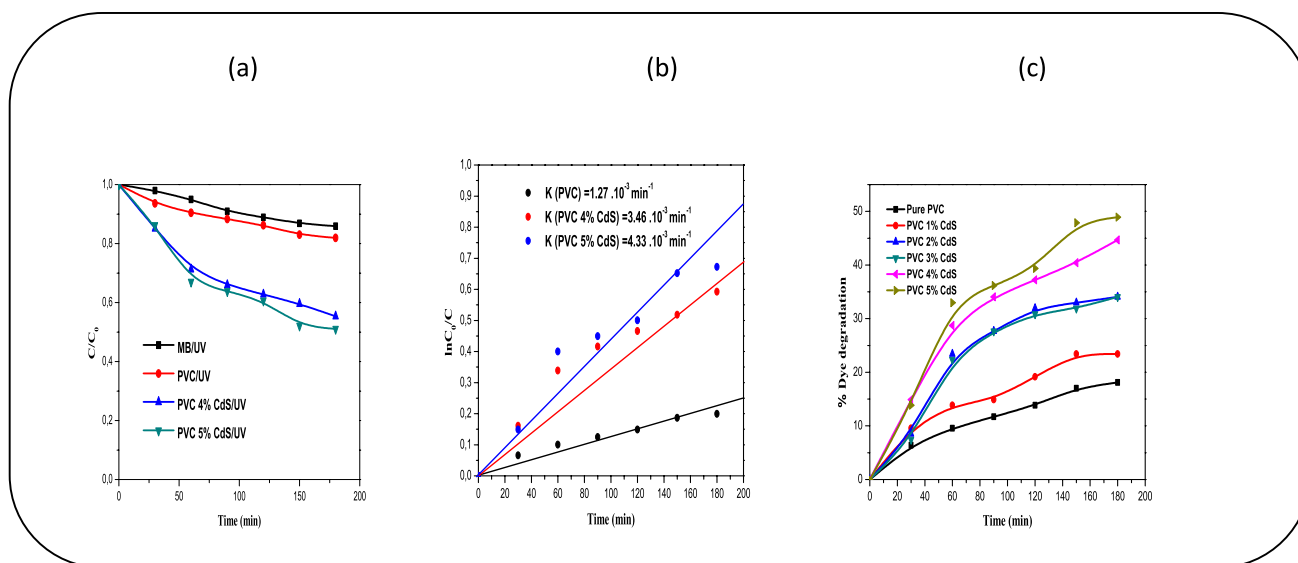 (a)
(b)
(c)
1,0
0,8
0,6
0,4
0,2
0,0
C/C0
MB/UV
PVC/UV
PVC 4% CdS/UV
PVC 5% CdS/UV
0 50 100 150 200
Time (min)
1,0
0,9
0,8
0,7
0,6
0,5
0,4
0,3
0,2
0,1
0,0
lnC0/C
K (PVC) =1.27 .10-3 min-1
K (PVC 4% CdS) =3.46 .10-3 min-1
K (PVC 5% CdS) =4.33 .10-3 min-1
0 20 40 60 80 100 120 140 160 180 200
Time (min)
50
40
30
20
10
0
% Dye degradation
Pure PVC
PVC 1% CdS
PVC 2% CdS
PVC 3% CdS
PVC 4% CdS
PVC 5% CdS
0 20 40 60 80 100 120 140 160 180 200
Time (min)